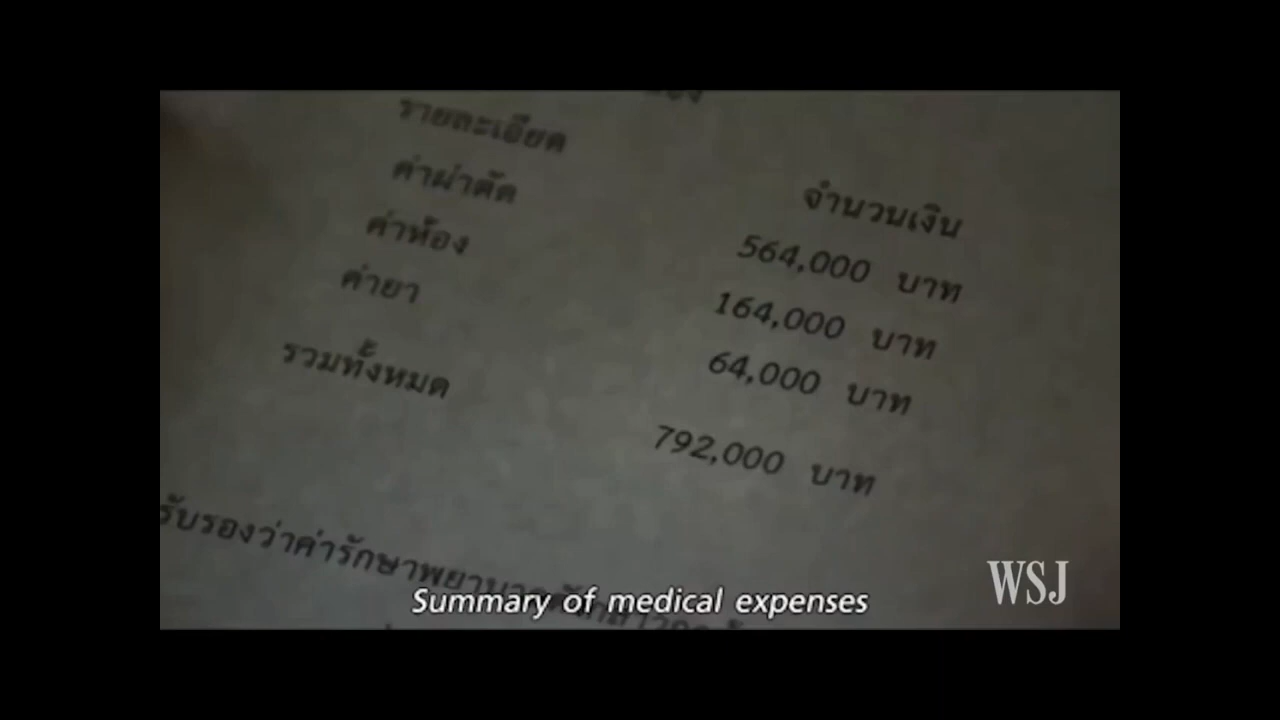 รายละเอียด จำนวนเงิน
ค่าผ่าตัด 564,000 บาท
ค่าห้อง 164,000 บาท
ค่ายา 64,000 บาท
รวมทั้งหมด 792,000 บาท
รับรองว่าค่ารักษาพยาบาล
Summary of medical expenses
WSJ